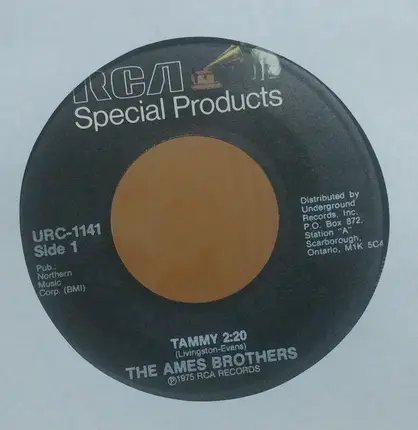 RCA
Special Products
URC-1141
Side 1
Pub.:
Northern
Music
Corp. (BMI)
Distributed by
Underground
Records, Inc.
P.O. Box 872,
Station "A"
Scarborough,
Ontario, M1K 5C4
TAMMY 2:20
(Livingston-Evans)
THE AMES BROTHERS
Ⓟ1975 RCA RECORDS